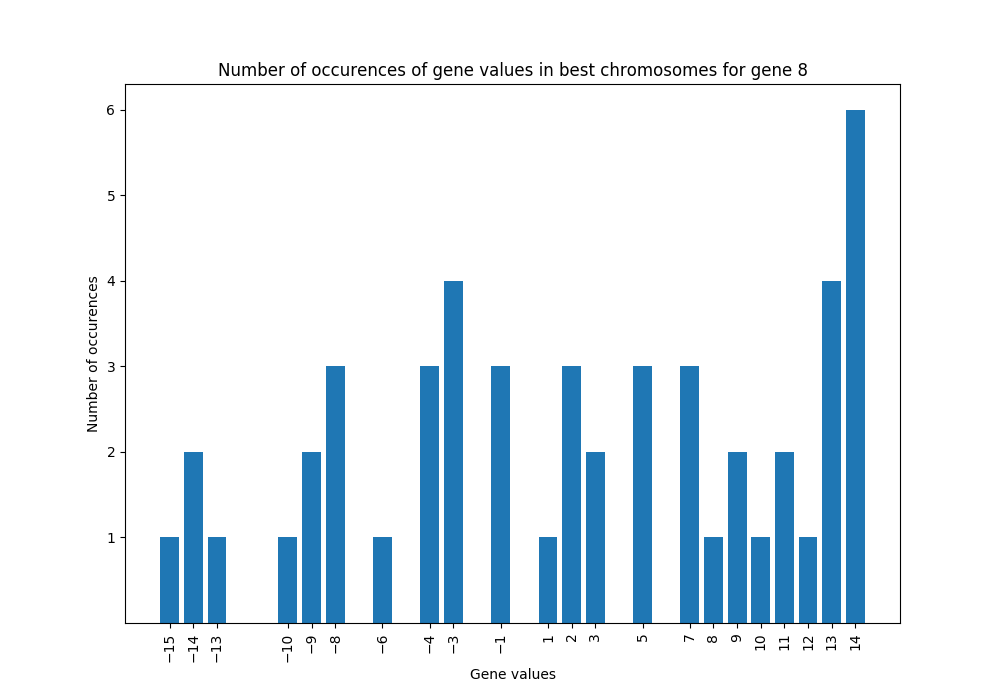 Number of occurences of gene values in best chromosomes for gene 8
Number of occurences
6
5
4
3
2
1
−15 −14 −13 −10 −9 −8 −6 −4 −3 −1 1 2 3 5 7 8 9 10 11 12 13 14
Gene values